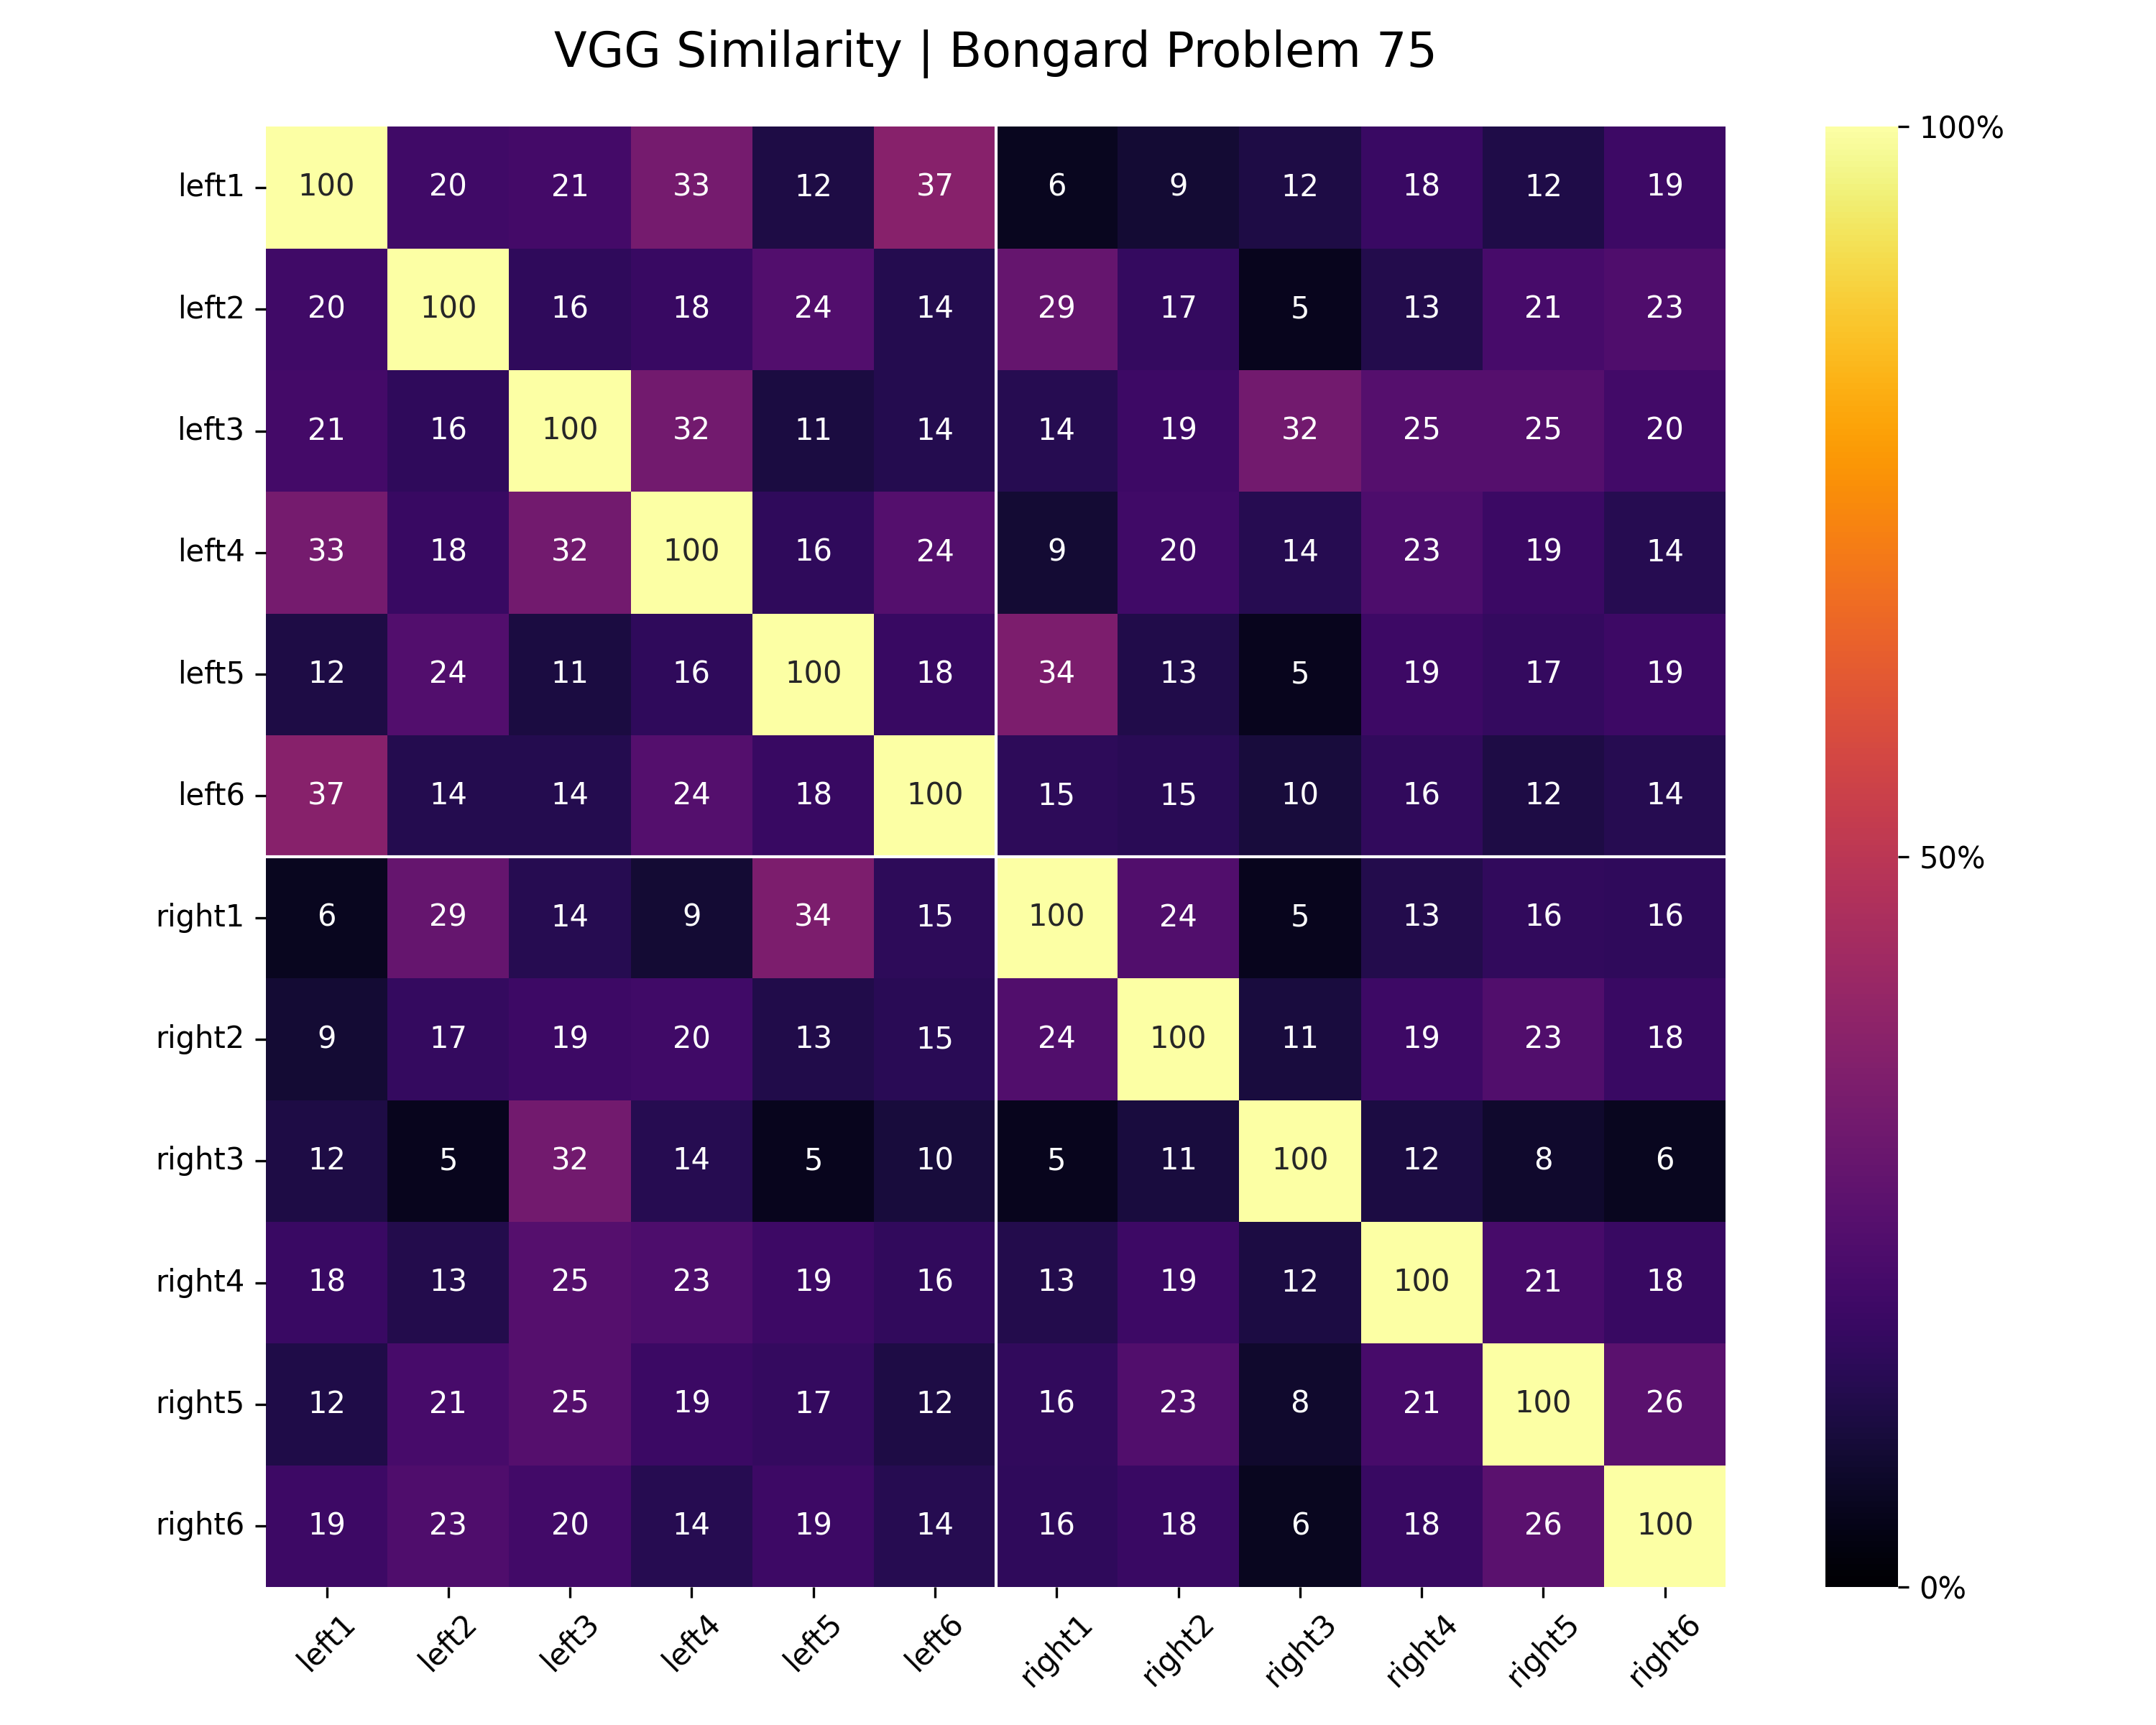 VGG Similarity | Bongard Problem 75
left1 100 20 21 33 12 37 6 9 12 18 12 19
left2 20 100 16 18 24 14 29 17 5 13 21 23
left3 21 16 100 32 11 14 14 19 32 25 25 20
left4 33 18 32 100 16 24 9 20 14 23 19 14
left5 12 24 11 16 100 18 34 13 5 19 17 19
left6 37 14 14 24 18 100 15 15 10 16 12 14
right1 6 29 14 9 34 15 100 24 5 13 16 16
right2 9 17 19 20 13 15 24 100 11 19 23 18
right3 12 5 32 14 5 10 5 11 100 12 8 6
right4 18 13 25 23 19 16 13 19 12 100 21 18
right5 12 21 25 19 17 12 16 23 8 21 100 26
right6 19 23 20 14 19 14 16 18 6 18 26 100
left1 left2 left3 left4 left5 left6 right1 right2 right3 right4 right5 right6
100%
50%
0%